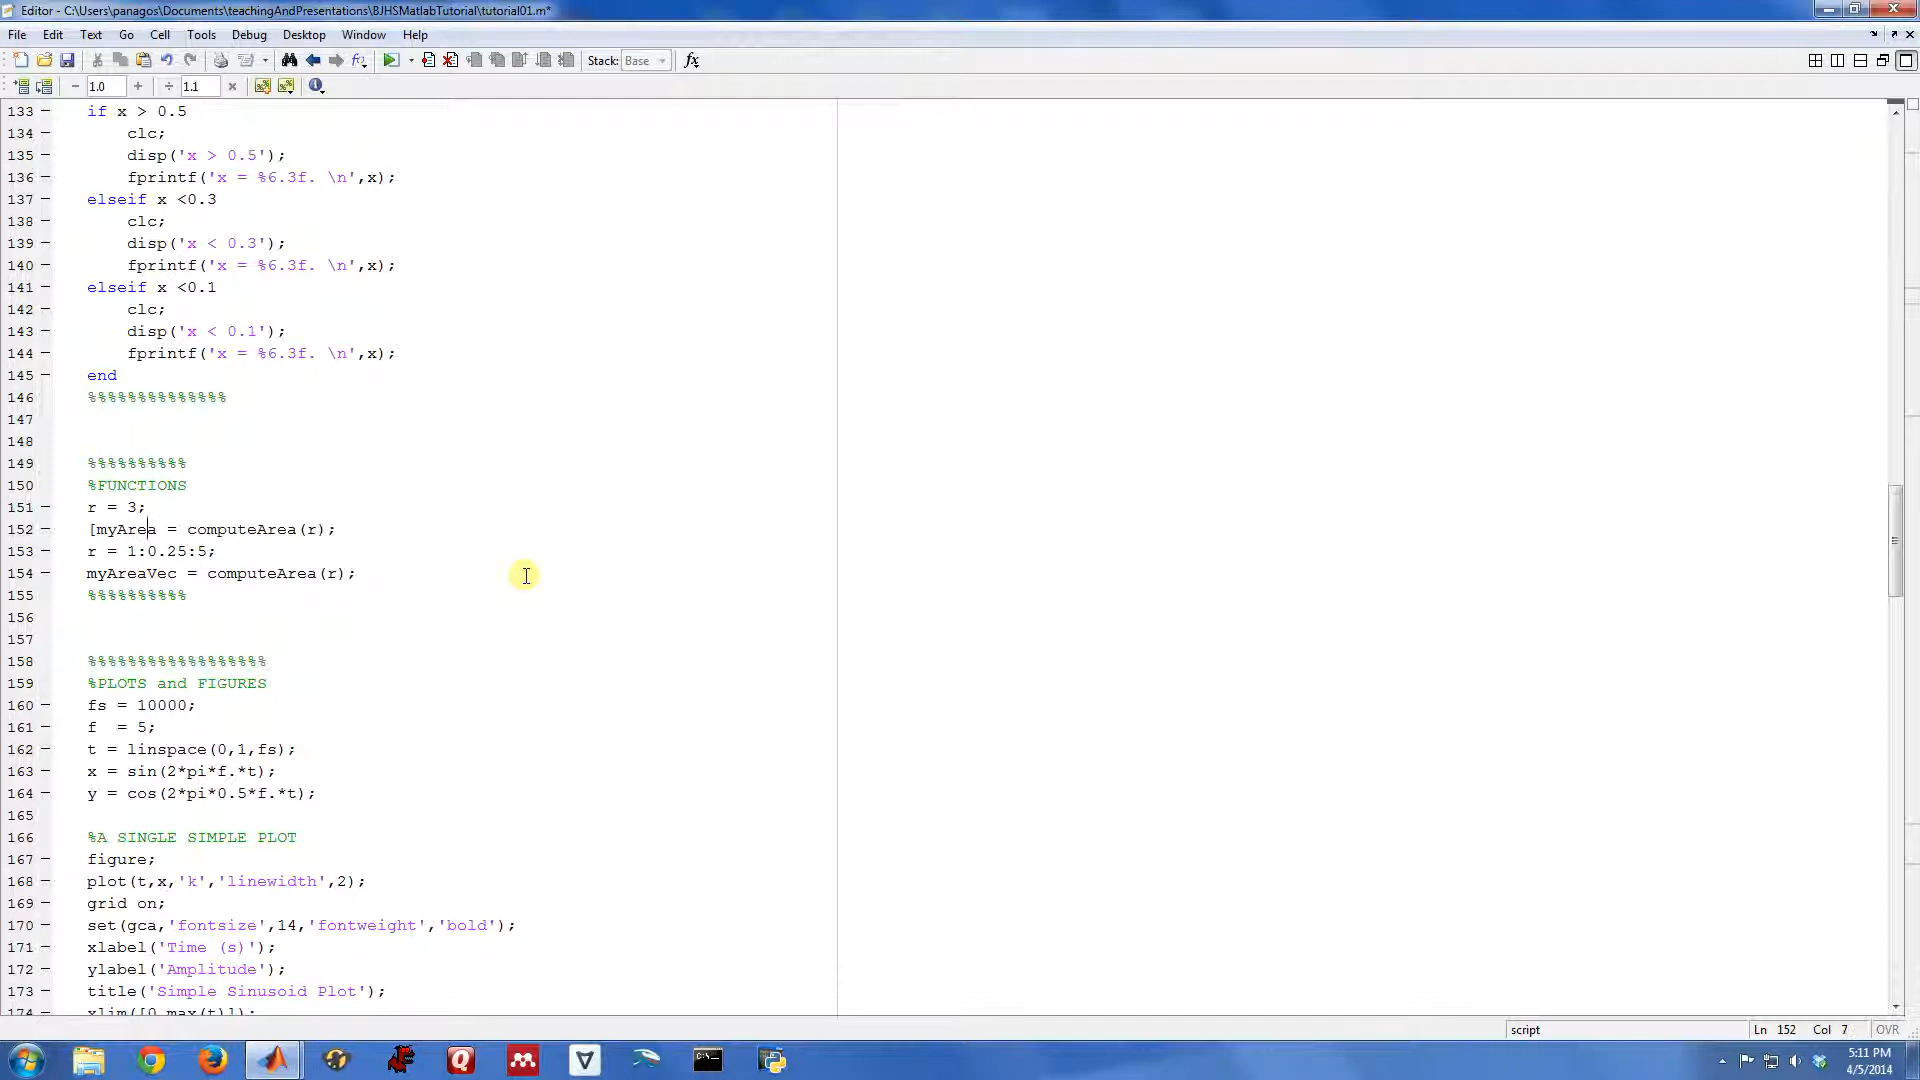 Editor - C:\Users\panagos\Documents\teachingAndPresentations\BJHSMatlabTutorial\tutorial01.m*
File Edit Text Go Cell Tools Debug Desktop Window Help
Stack: Base fx
− 1.0 + ÷ 1.1 ×
133 − if x > 0.5
134 − clc;
135 − disp('x > 0.5');
136 − fprintf('x = %6.3f. \n',x);
137 − elseif x <0.3
138 − clc;
139 − disp('x < 0.3');
140 − fprintf('x = %6.3f. \n',x);
141 − elseif x <0.1
142 − clc;
143 − disp('x < 0.1');
144 − fprintf('x = %6.3f. \n',x);
145 − end
146 − %%%%%%%%%%%%%%
147
148
149 %%%%%%%%%%
150 %FUNCTIONS
151 − r = 3;
152 − [myArea = computeArea(r);
153 − r = 1:0.25:5;
154 − myAreaVec = computeArea(r);
155 %%%%%%%%%%
156
157
158 %%%%%%%%%%%%%%%%%%
159 %PLOTS and FIGURES
160 − fs = 10000;
161 − f  = 5;
162 − t = linspace(0,1,fs);
163 − x = sin(2*pi*f.*t);
164 − y = cos(2*pi*0.5*f.*t);
165
166 %A SINGLE SIMPLE PLOT
167 − figure;
168 − plot(t,x,'k','linewidth',2);
169 − grid on;
170 − set(gca,'fontsize',14,'fontweight','bold');
171 − xlabel('Time (s)');
172 − ylabel('Amplitude');
173 − title('Simple Sinusoid Plot');
174 − xlim([0 max(t)]);
script Ln 152 Col 7 OVR
5:11 PM
4/5/2014